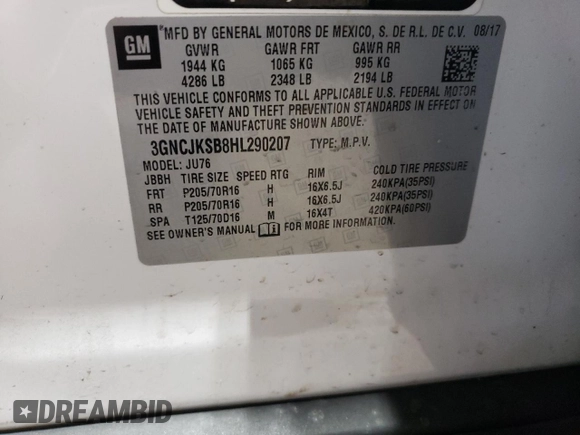 GM
MFD BY GENERAL MOTORS DE MEXICO, S. DE R.L. DE C.V. 08/17
GVWR GAWR FRT GAWR RR
1944 KG 1065 KG 995 KG
4286 LB 2348 LB 2194 LB
THIS VEHICLE CONFORMS TO ALL APPLICABLE U.S. FEDERAL MOTOR
VEHICLE SAFETY AND THEFT PREVENTION STANDARDS IN EFFECT ON
THE DATE OF MANUFACTURE SHOWN ABOVE.
3GNCJKSB8HL290207 TYPE: M.P.V.
MODEL: JU76
JBBH TIRE SIZE SPEED RTG RIM COLD TIRE PRESSURE
FRT P205/70R16 H 16X6.5J 240KPA(35PSI)
RR P205/70R16 H 16X6.5J 240KPA(35PSI)
SPA T125/70D16 M 16X4T 420KPA(60PSI)
SEE OWNER'S MANUAL FOR MORE INFORMATION
DREAMBID